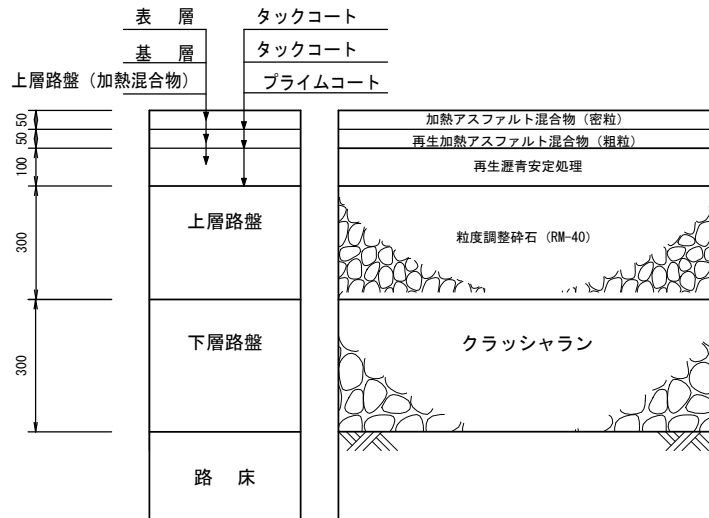 表 層
タックコート
基 層
タックコート
上層路盤（加熱混合物）
プライムコート
50
加熱アスファルト混合物（密粒）
50
再生加熱アスファルト混合物（粗粒）
100
再生瀝青安定処理
300
上層路盤
粒度調整砕石（RM-40）
300
下層路盤
クラッシャラン
路 床